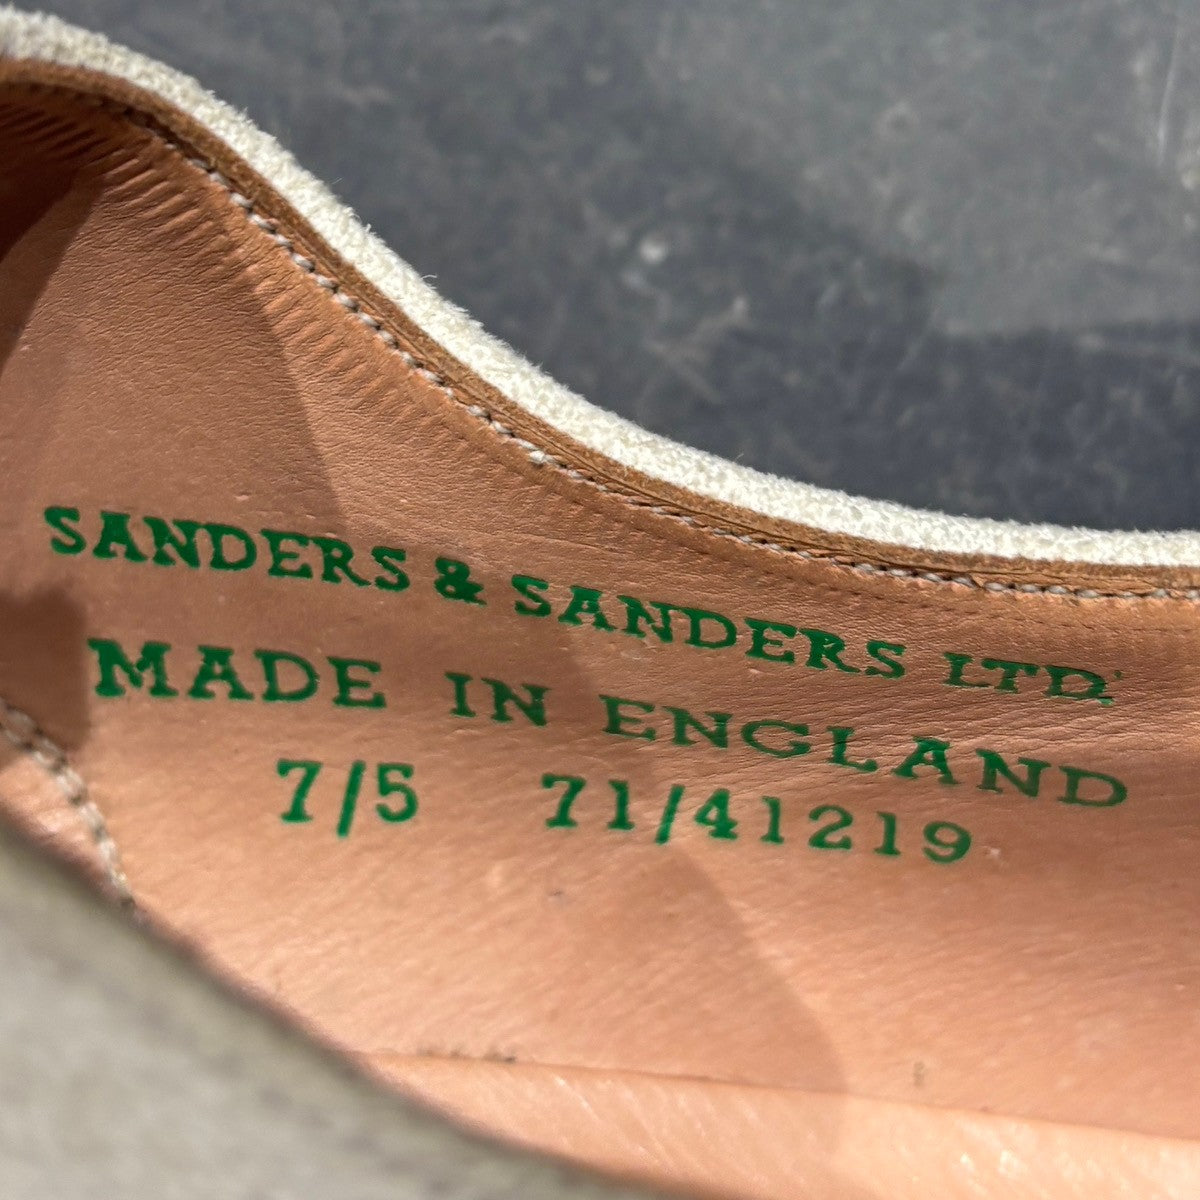 SANDERS & SANDERS LTD.
MADE IN ENGLAND
7/5 71/41219